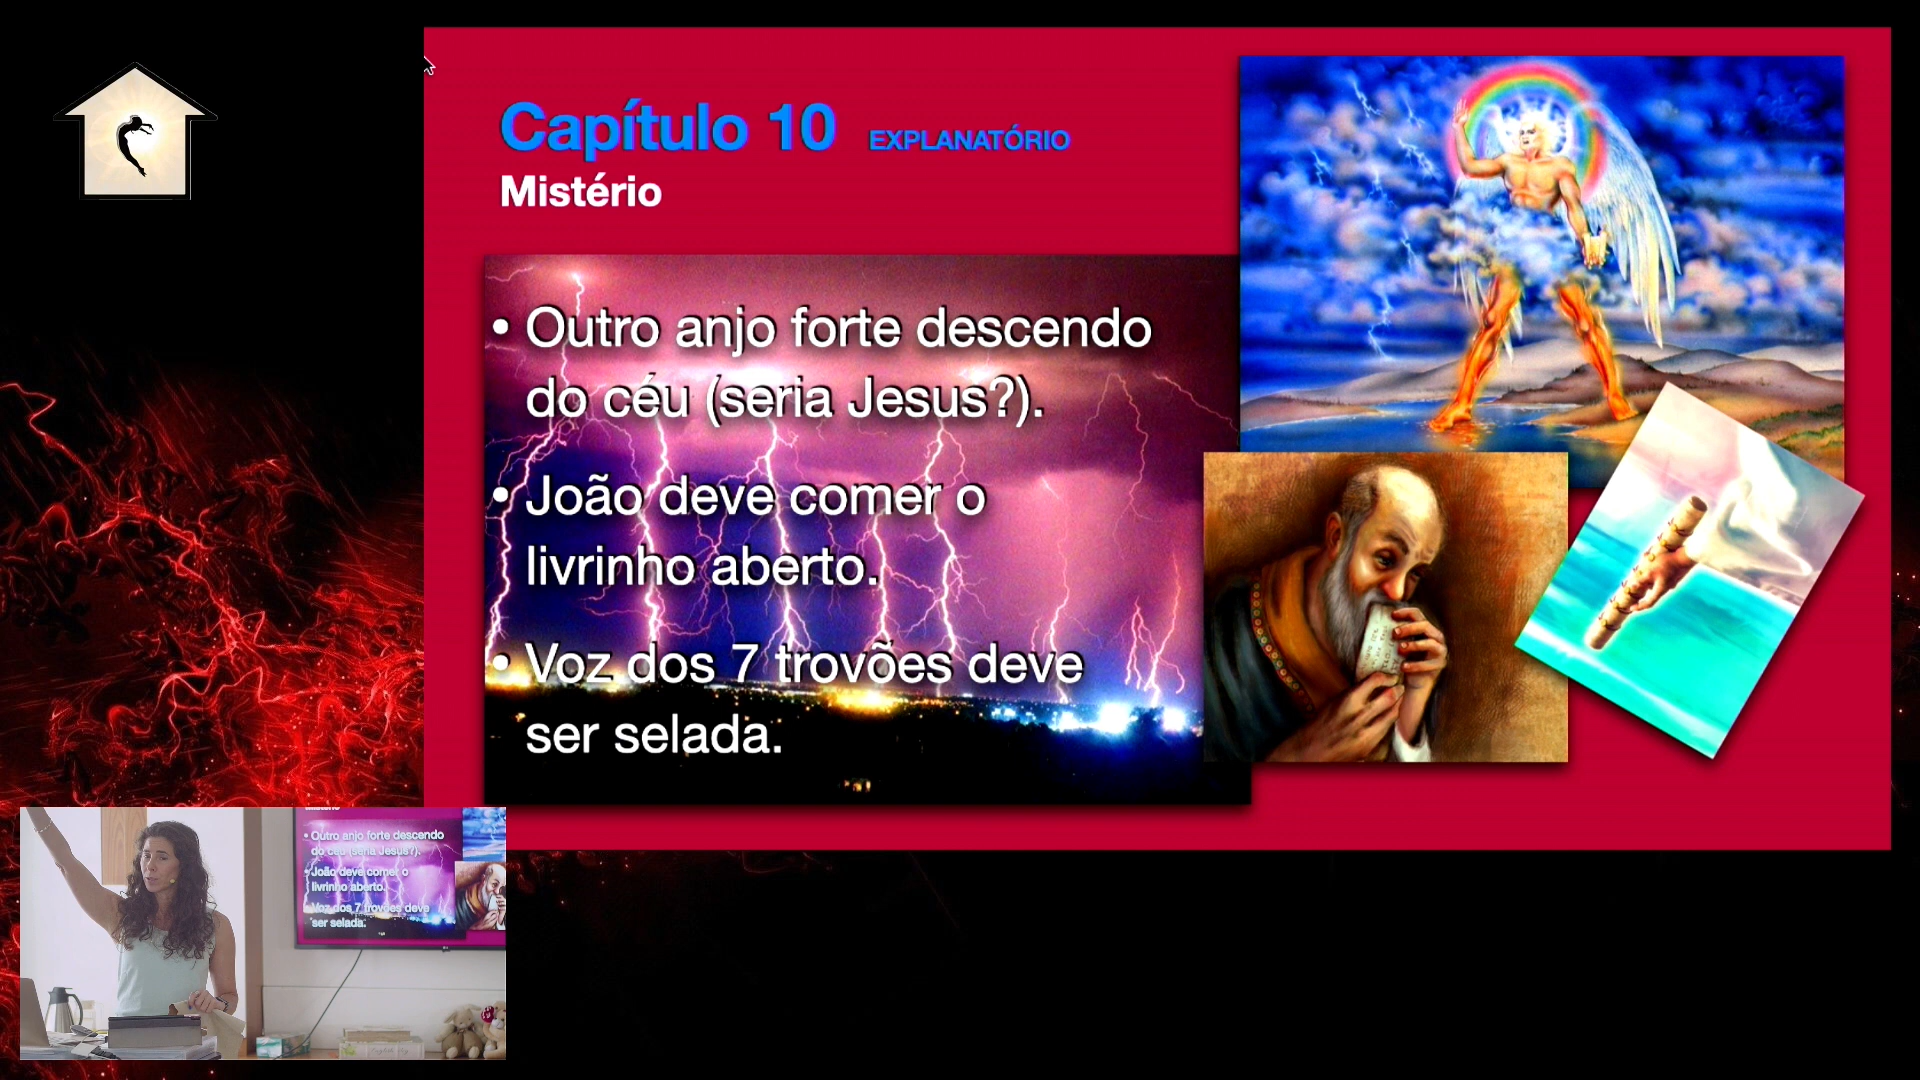 Capítulo 10 EXPLANATÓRIO
Mistério
• Outro anjo forte descendo
do céu (seria Jesus?).
• João deve comer o
livrinho aberto.
• Voz dos 7 trovões deve
ser selada.
Mistério
• Outro anjo forte descendo
do céu (seria Jesus?).
• João deve comer o
livrinho aberto.
• Voz dos 7 trovões deve
ser selada.